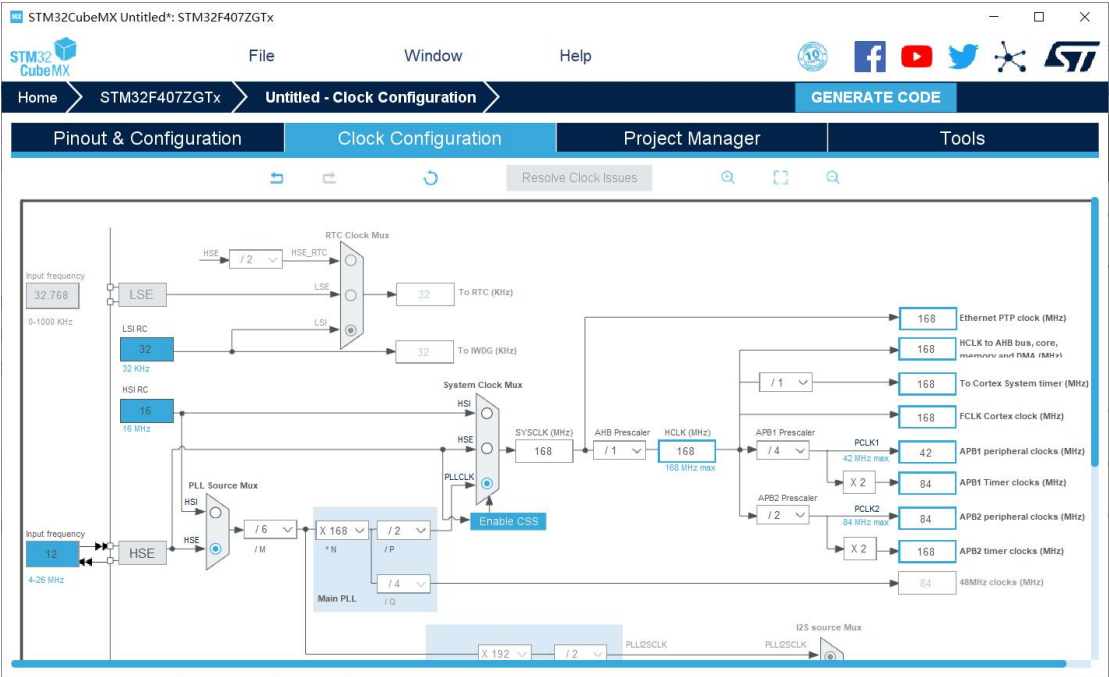 MX STM32CubeMX Untitled*: STM32F407ZGTx
STM32 CubeMX
File Window Help
10
Home STM32F407ZGTx Untitled - Clock Configuration GENERATE CODE
Pinout & Configuration Clock Configuration Project Manager Tools
Resolve Clock Issues
RTC Clock Mux
HSE / 2 HSE_RTC
Input frequency
32.768 LSE LSE 32 To RTC (KHz)
0-1000 KHz
LSI RC LSI
32 32 To IWDG (KHz)
32 KHz
HSI RC
16
16 MHz
System Clock Mux
HSI
HSE
PLLCLK
Enable CSS
SYSCLK (MHz) AHB Prescaler HCLK (MHz)
168 / 1 168
168 MHz max
168 Ethernet PTP clock (MHz)
168 HCLK to AHB bus, core,
memory and DMA (MHz)
/ 1 168 To Cortex System timer (MHz)
168 FCLK Cortex clock (MHz)
APB1 Prescaler PCLK1
/ 4 42 MHz max 42 APB1 peripheral clocks (MHz)
X 2 84 APB1 Timer clocks (MHz)
APB2 Prescaler PCLK2
/ 2 84 MHz max 84 APB2 peripheral clocks (MHz)
X 2 168 APB2 timer clocks (MHz)
84 48MHz clocks (MHz)
PLL Source Mux
HSI
HSE
Input frequency
12 HSE
4-26 MHz
/ 6 X 168 / 2
/ M * N / P
/ 4
Main PLL / Q
X 192 / 2 PLLI2SCLK
I2S source Mux
PLLI2SCLK